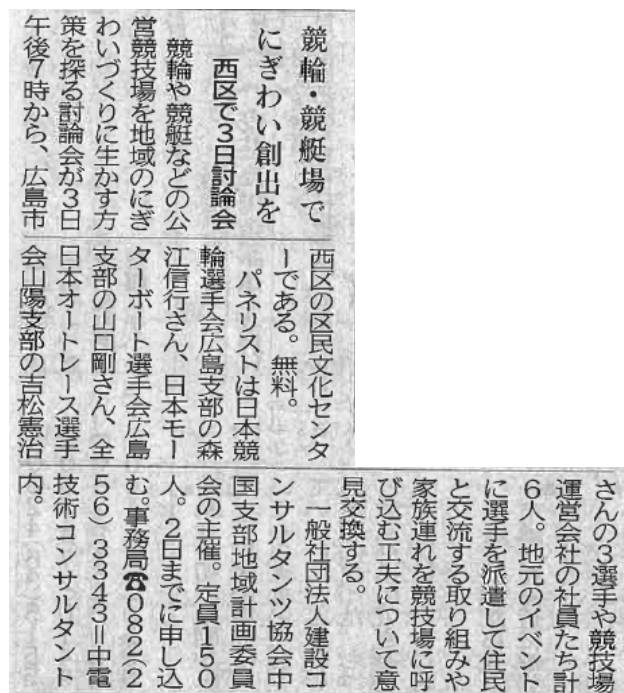 競輪・競艇場で
にぎわい創出を
西区で3日討論会
競輪や競艇などの公
営競技場を地域のにぎ
わいづくりに生かす方
策を探る討論会が3日
午後7時から、広島市
西区の区民文化センタ
ーである。無料。
パネリストは日本競
輪選手会広島支部の森
江信行さん、日本モー
ターボート選手会広島
支部の山口剛さん、全
日本オートレース選手
会山陽支部の吉松憲治
さんの3選手や競技場
運営会社の社員たち計
6人。地元のイベント
に選手を派遣して住民
と交流する取り組みや
家族連れを競技場に呼
び込む工夫について意
見交換する。
一般社団法人建設コ
ンサルタンツ協会中
国支部地域計画委員
会の主催。定員150
人。2日までに申し込
む。事務局☎082(2
56)3343=中電
技術コンサルタント
内。